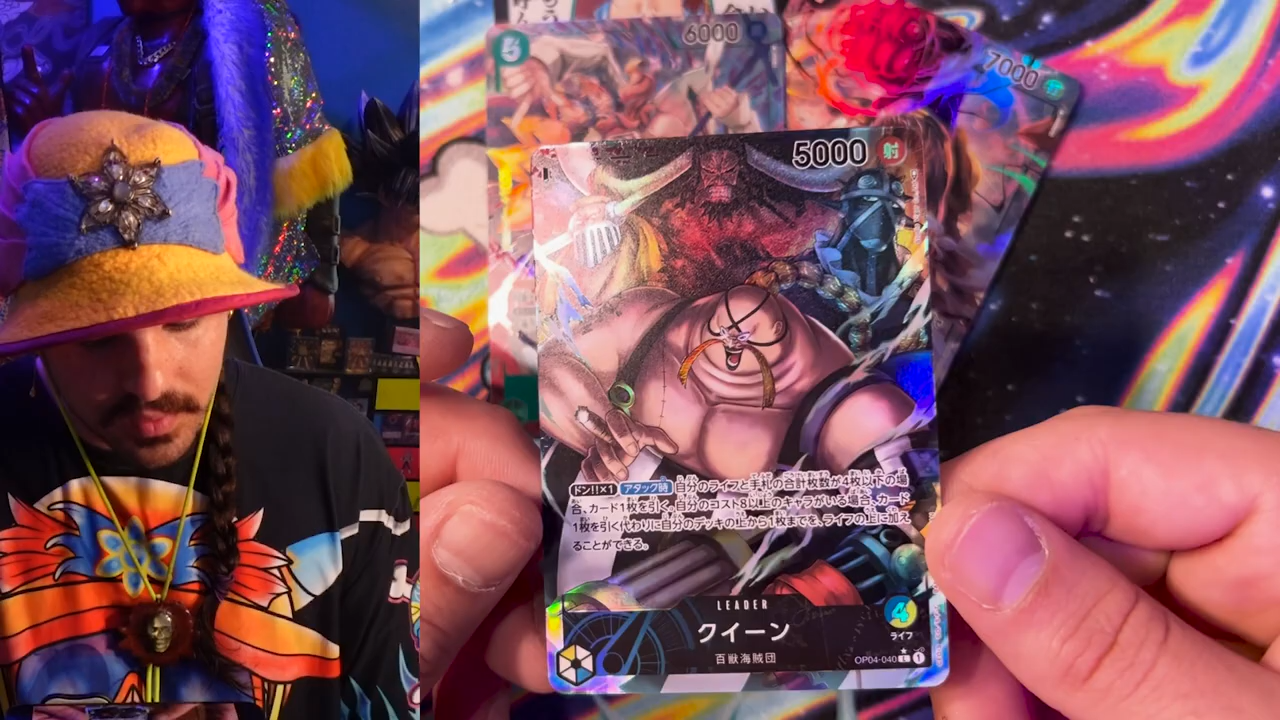 6000
7000
5000
射
ドン!!×1 アタック時 自分のライフと手札の合計枚数が4枚以下の場
合、カード1枚を引く。自分のコスト8以上のキャラがいる場合、カード
1枚を引く代わりに自分のデッキの上から1枚までを、ライフの上に加え
ることができる。
LEADER
クイーン
4
ライフ
百獣海賊団
OP04-040 L 1